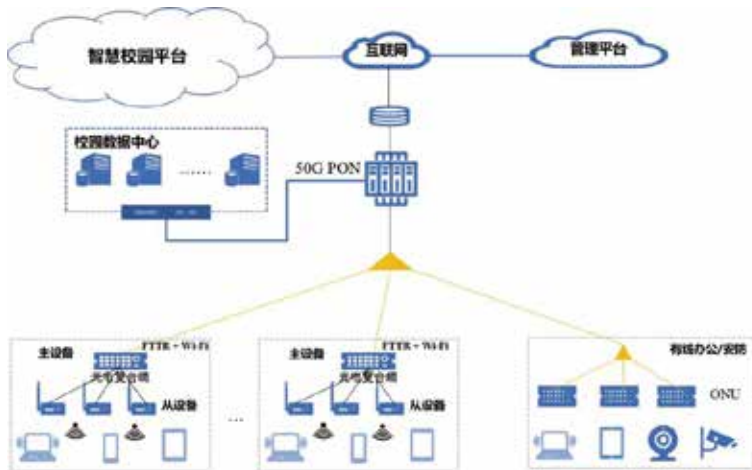 智慧校园平台
互联网
管理平台
校园数据中心
......
50G PON
主设备
FTTR + Wi-Fi
光电复合缆
从设备
...
主设备
FTTR + Wi-Fi
光电复合缆
从设备
有线办公/安防
ONU